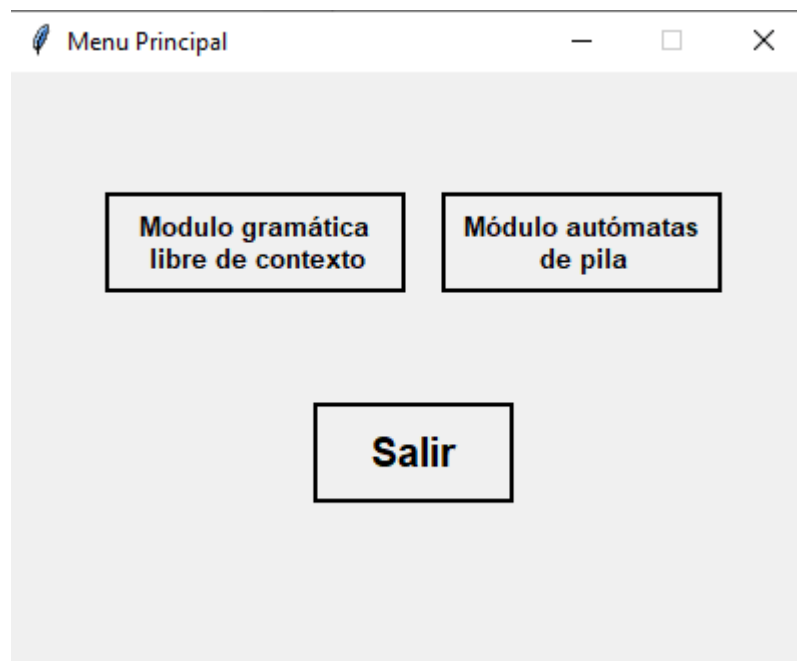 Menu Principal
Modulo gramática
libre de contexto
Módulo autómatas
de pila
Salir